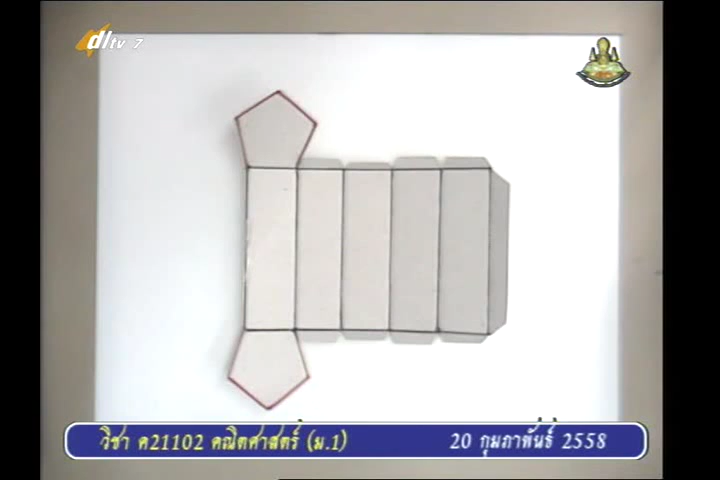 dltv 7
วิชา ค21102 คณิตศาสตร์ (ม.1)
20 กุมภาพันธ์ 2558